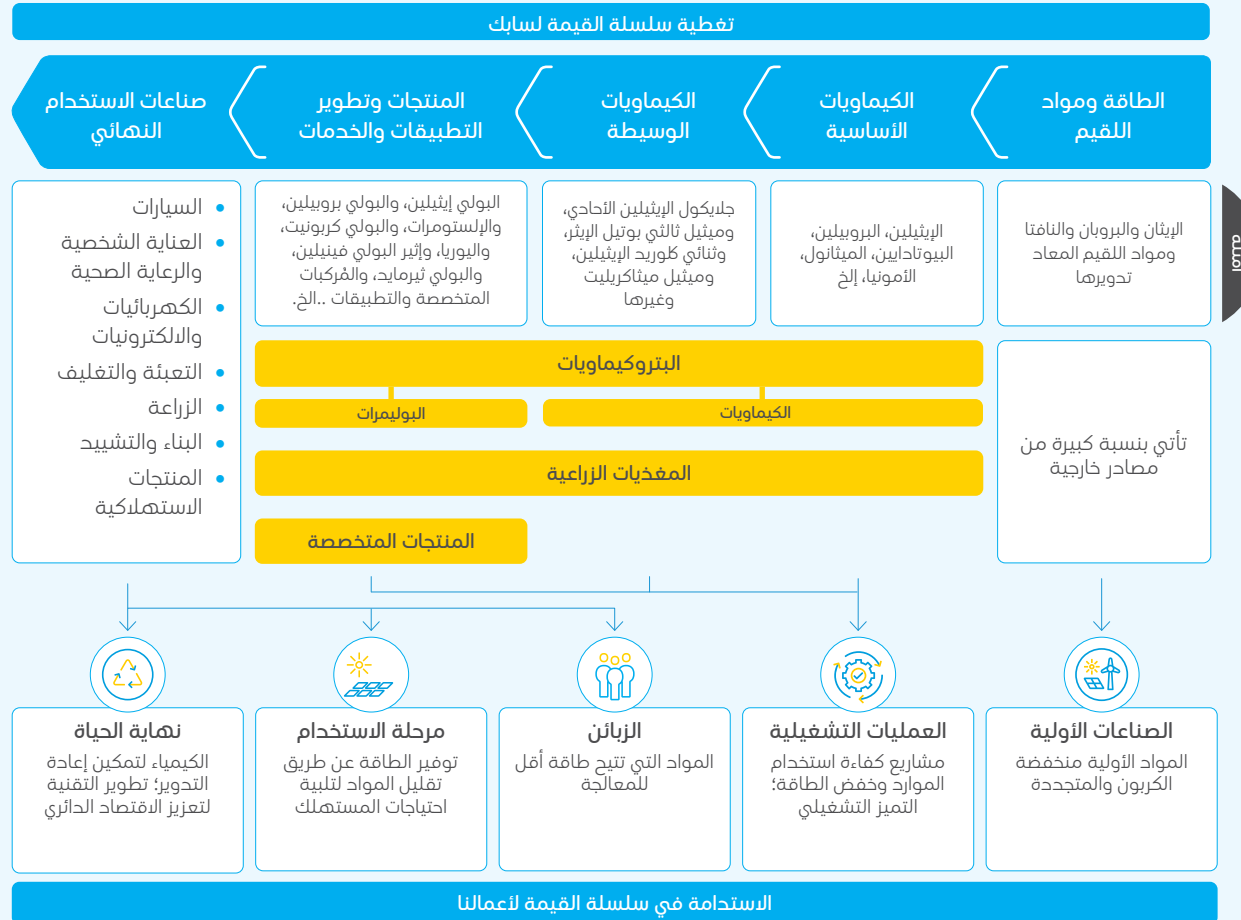 تغطية سلسلة القيمة لسابك
الطاقة ومواد
اللقيم
الكيماويات
الأساسية
الكيماويات
الوسيطة
المنتجات وتطوير
التطبيقات والخدمات
صناعات الاستخدام
النهائي
الإيثان والبروبان والنافتا
ومواد اللقيم المعاد
تدويرها
الإيثيلين، البروبيلين،
البيوتادايين، الميثانول،
الأمونيا، إلخ
جلايكول الإيثيلين الأحادي،
وميثيل ثالثي بوتيل الإيثر،
وثنائي كلوريد الإيثيلين،
وميثيل ميثاكريليت
وغيرها
البولي إيثيلين، والبولي بروبيلين،
والإلستومرات، والبولي كربونيت،
واليوريا، وإثير البولي فينيلين،
والبولي ثيرمايد، والمُركبات
المتخصصة والتطبيقات ..الخ.
• السيارات
• العناية الشخصية
والرعاية الصحية
• الكهربائيات
والالكترونيات
• التعبئة والتغليف
• الزراعة
• البناء والتشييد
• المنتجات
الاستهلاكية
تأتي بنسبة كبيرة من
مصادر خارجية
البتروكيماويات
الكيماويات
البوليمرات
المغذيات الزراعية
المنتجات المتخصصة
الصناعات الأولية
المواد الأولية منخفضة
الكربون والمتجددة
العمليات التشغيلية
مشاريع كفاءة استخدام
الموارد وخفض الطاقة؛
التميز التشغيلي
الزبائن
المواد التي تتيح طاقة أقل
للمعالجة
مرحلة الاستخدام
توفير الطاقة عن طريق
تقليل المواد لتلبية
احتياجات المستهلك
نهاية الحياة
الكيمياء لتمكين إعادة
التدوير؛ تطوير التقنية
لتعزيز الاقتصاد الدائري
الاستدامة في سلسلة القيمة لأعمالنا